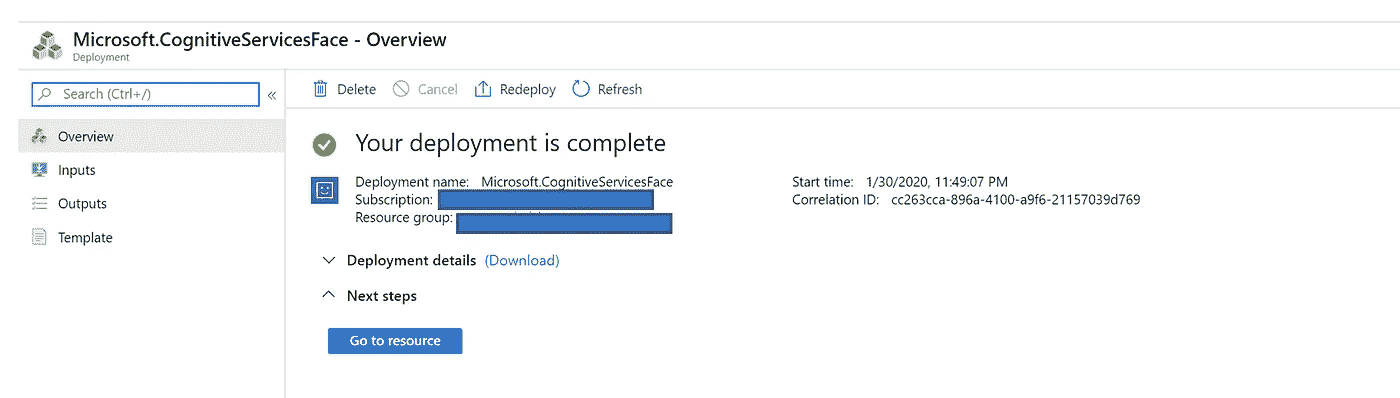 Microsoft.CognitiveServicesFace - Overview
Deployment
Search (Ctrl+/)
«
Delete
Cancel
Redeploy
Refresh
Overview
Inputs
Outputs
Template
Your deployment is complete
Deployment name: Microsoft.CognitiveServicesFace
Subscription:
Resource group:
Start time: 1/30/2020, 11:49:07 PM
Correlation ID: cc263cca-896a-4100-a9f6-21157039d769
Deployment details (Download)
Next steps
Go to resource